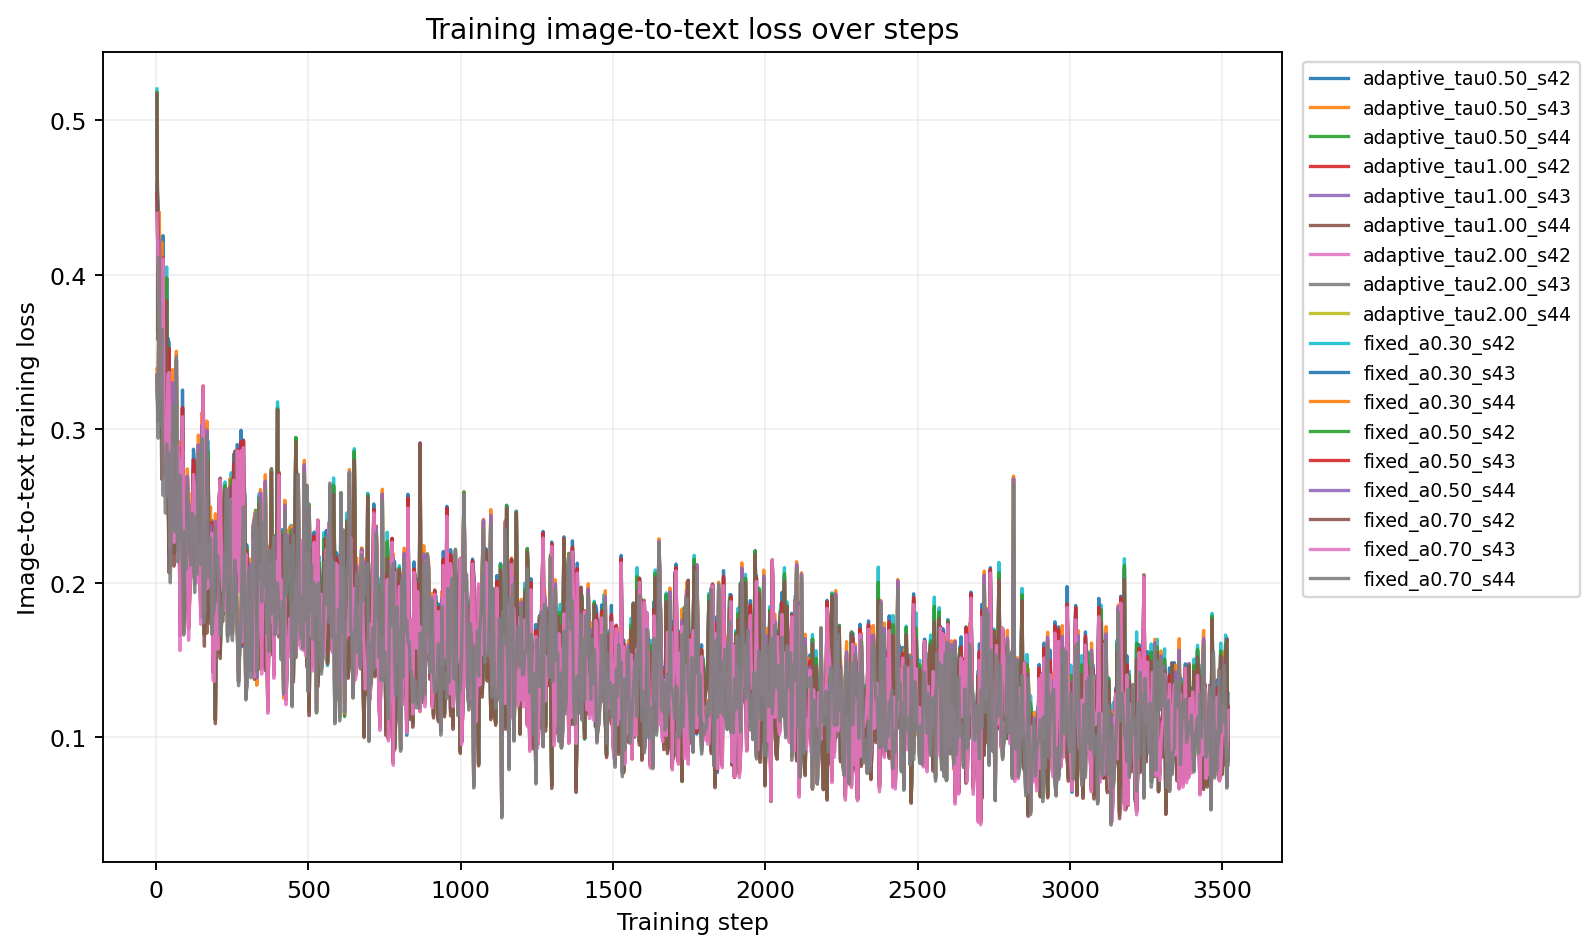 Training image-to-text loss over steps
Image-to-text training loss
0.5
0.4
0.3
0.2
0.1
0
500
1000
1500
2000
2500
3000
3500
Training step
adaptive_tau0.50_s42
adaptive_tau0.50_s43
adaptive_tau0.50_s44
adaptive_tau1.00_s42
adaptive_tau1.00_s43
adaptive_tau1.00_s44
adaptive_tau2.00_s42
adaptive_tau2.00_s43
adaptive_tau2.00_s44
fixed_a0.30_s42
fixed_a0.30_s43
fixed_a0.30_s44
fixed_a0.50_s42
fixed_a0.50_s43
fixed_a0.50_s44
fixed_a0.70_s42
fixed_a0.70_s43
fixed_a0.70_s44